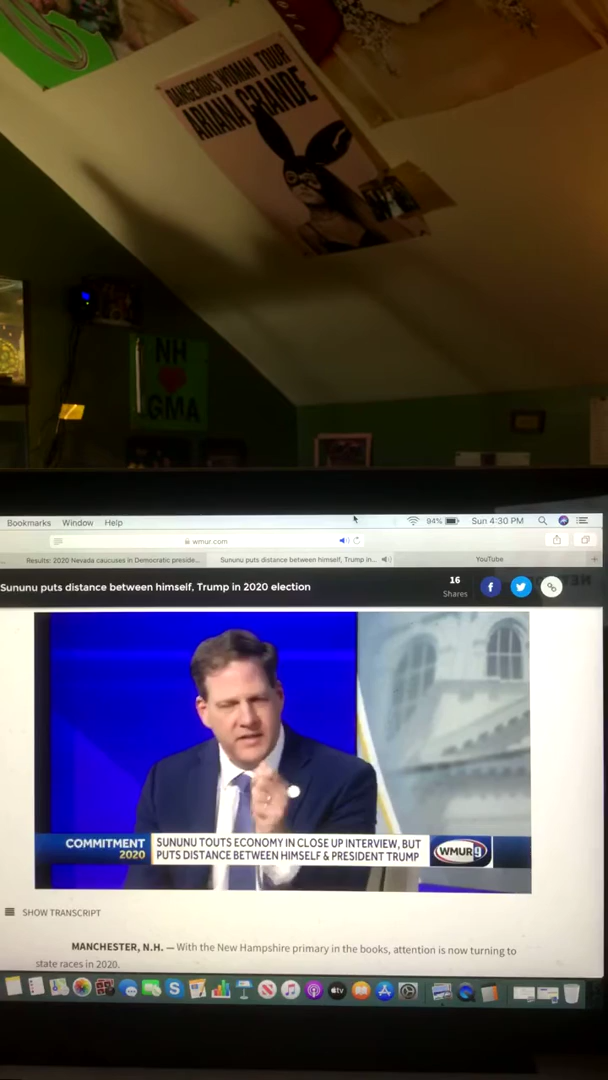 DANGEROUS WOMAN TOUR
ARIANA GRANDE
NH
GMA
Bookmarks Window Help
94% Sun 4:30 PM
wmur.com
Results: 2020 Nevada caucuses in Democratic preside...
Sununu puts distance between himself, Trump in...
YouTube
Sununu puts distance between himself, Trump in 2020 election
16
Shares
COMMITMENT
2020
SUNUNU TOUTS ECONOMY IN CLOSE UP INTERVIEW, BUT
PUTS DISTANCE BETWEEN HIMSELF & PRESIDENT TRUMP
WMUR 9
SHOW TRANSCRIPT
MANCHESTER, N.H. — With the New Hampshire primary in the books, attention is now turning to
state races in 2020.
tv